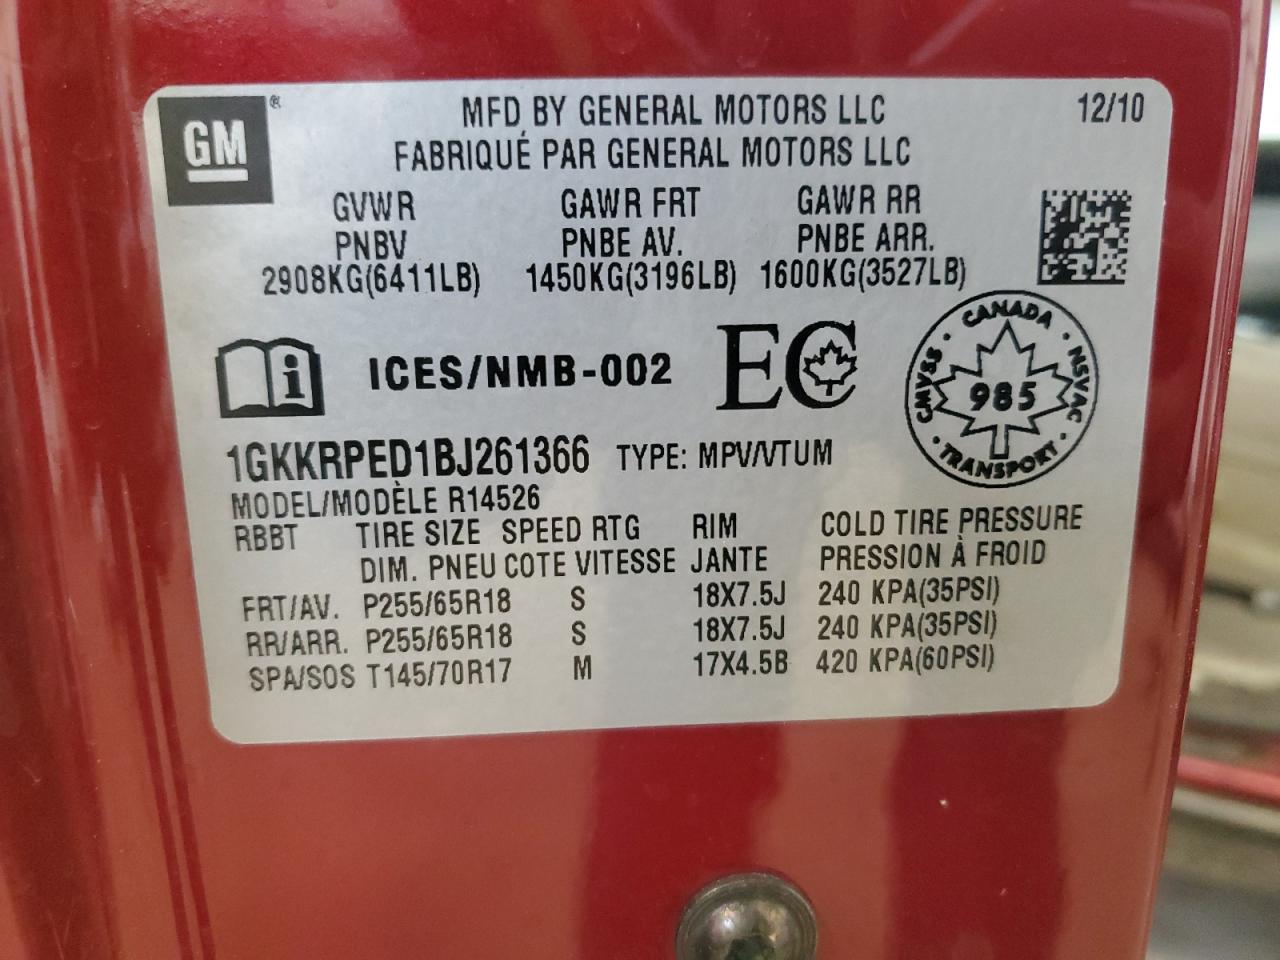 GM ®
MFD BY GENERAL MOTORS LLC
12/10
FABRIQUÉ PAR GENERAL MOTORS LLC
GVWR GAWR FRT GAWR RR
PNBV PNBE AV. PNBE ARR.
2908KG(6411LB) 1450KG(3196LB) 1600KG(3527LB)
i ICES/NMB-002 EC
CANADA
CMVSS 985 NSVAC
TRANSPORT
1GKKRPED1BJ261366 TYPE: MPV/VTUM
MODEL/MODÈLE R14526
RBBT TIRE SIZE SPEED RTG RIM COLD TIRE PRESSURE
DIM. PNEU COTE VITESSE JANTE PRESSION À FROID
FRT/AV. P255/65R18 S 18X7.5J 240 KPA(35PSI)
RR/ARR. P255/65R18 S 18X7.5J 240 KPA(35PSI)
SPA/SOS T145/70R17 M 17X4.5B 420 KPA(60PSI)